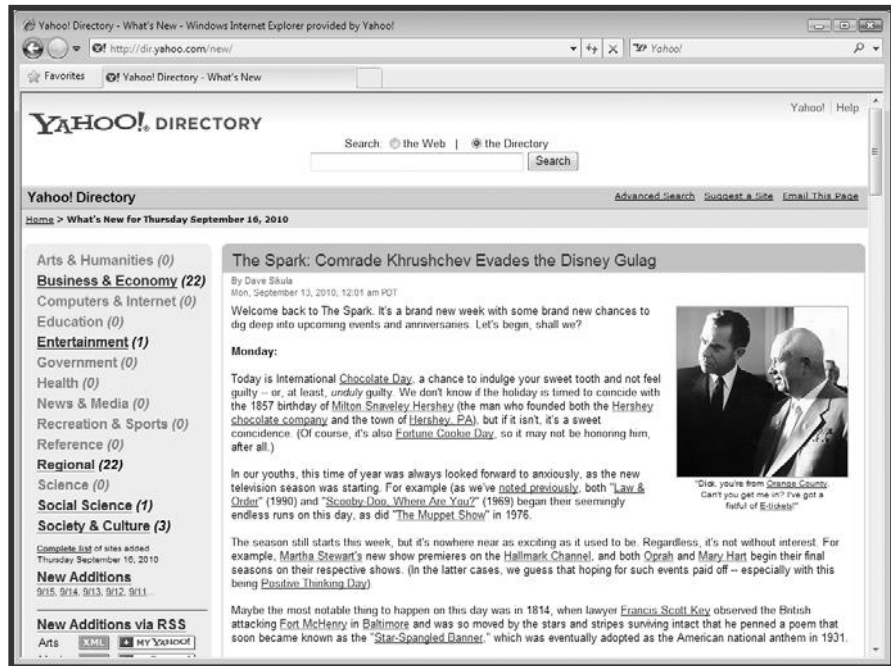 Yahoo! Directory - What's New - Windows Internet Explorer provided by Yahoo!
http://dir.yahoo.com/new/
Yahoo!
Favorites
Yahoo! Directory - What's New
YAHOO!® DIRECTORY
Yahoo! | Help
Search: the Web | the Directory
Search
Yahoo! Directory
Advanced Search Suggest a Site Email This Page
Home > What's New for Thursday September 16, 2010
Arts & Humanities (0)
Business & Economy (22)
Computers & Internet (0)
Education (0)
Entertainment (1)
Government (0)
Health (0)
News & Media (0)
Recreation & Sports (0)
Reference (0)
Regional (22)
Science (0)
Social Science (1)
Society & Culture (3)
Complete list of sites added
Thursday September 16, 2010
New Additions
9/15, 9/14, 9/13, 9/12, 9/11...
New Additions via RSS
Arts XML + MY YAHOO!
The Spark: Comrade Khrushchev Evades the Disney Gulag
By Dave Sikula
Mon, September 13, 2010, 12:01 am PDT
Welcome back to The Spark. It's a brand new week with some brand new chances to
dig deep into upcoming events and anniversaries. Let's begin, shall we?
Monday:
Today is International Chocolate Day, a chance to indulge your sweet tooth and not feel
guilty -- or, at least, unduly guilty. We don't know if the holiday is timed to coincide with
the 1857 birthday of Milton Snaveley Hershey (the man who founded both the Hershey
chocolate company and the town of Hershey, PA), but if it isn't, it's a sweet
coincidence. (Of course, it's also Fortune Cookie Day, so it may not be honoring him,
after all.)
In our youths, this time of year was always looked forward to anxiously, as the new
television season was starting. For example (as we've noted previously, both "Law &
Order" (1990) and "Scooby-Doo, Where Are You?" (1969) began their seemingly
endless runs on this day, as did "The Muppet Show" in 1976.
"Dick, you're from Orange County.
Can't you get me in? I've got a
fistful of E-tickets!"
The season still starts this week, but it's nowhere near as exciting as it used to be. Regardless, it's not without interest. For
example, Martha Stewart's new show premieres on the Hallmark Channel, and both Oprah and Mary Hart begin their final
seasons on their respective shows. (In the latter cases, we guess that hoping for such events paid off -- especially with this
being Positive Thinking Day).
Maybe the most notable thing to happen on this day was in 1814, when lawyer Francis Scott Key observed the British
attacking Fort McHenry in Baltimore and was so moved by the stars and stripes surviving intact that he penned a poem that
soon became known as the "Star-Spangled Banner," which was eventually adopted as the American national anthem in 1931.